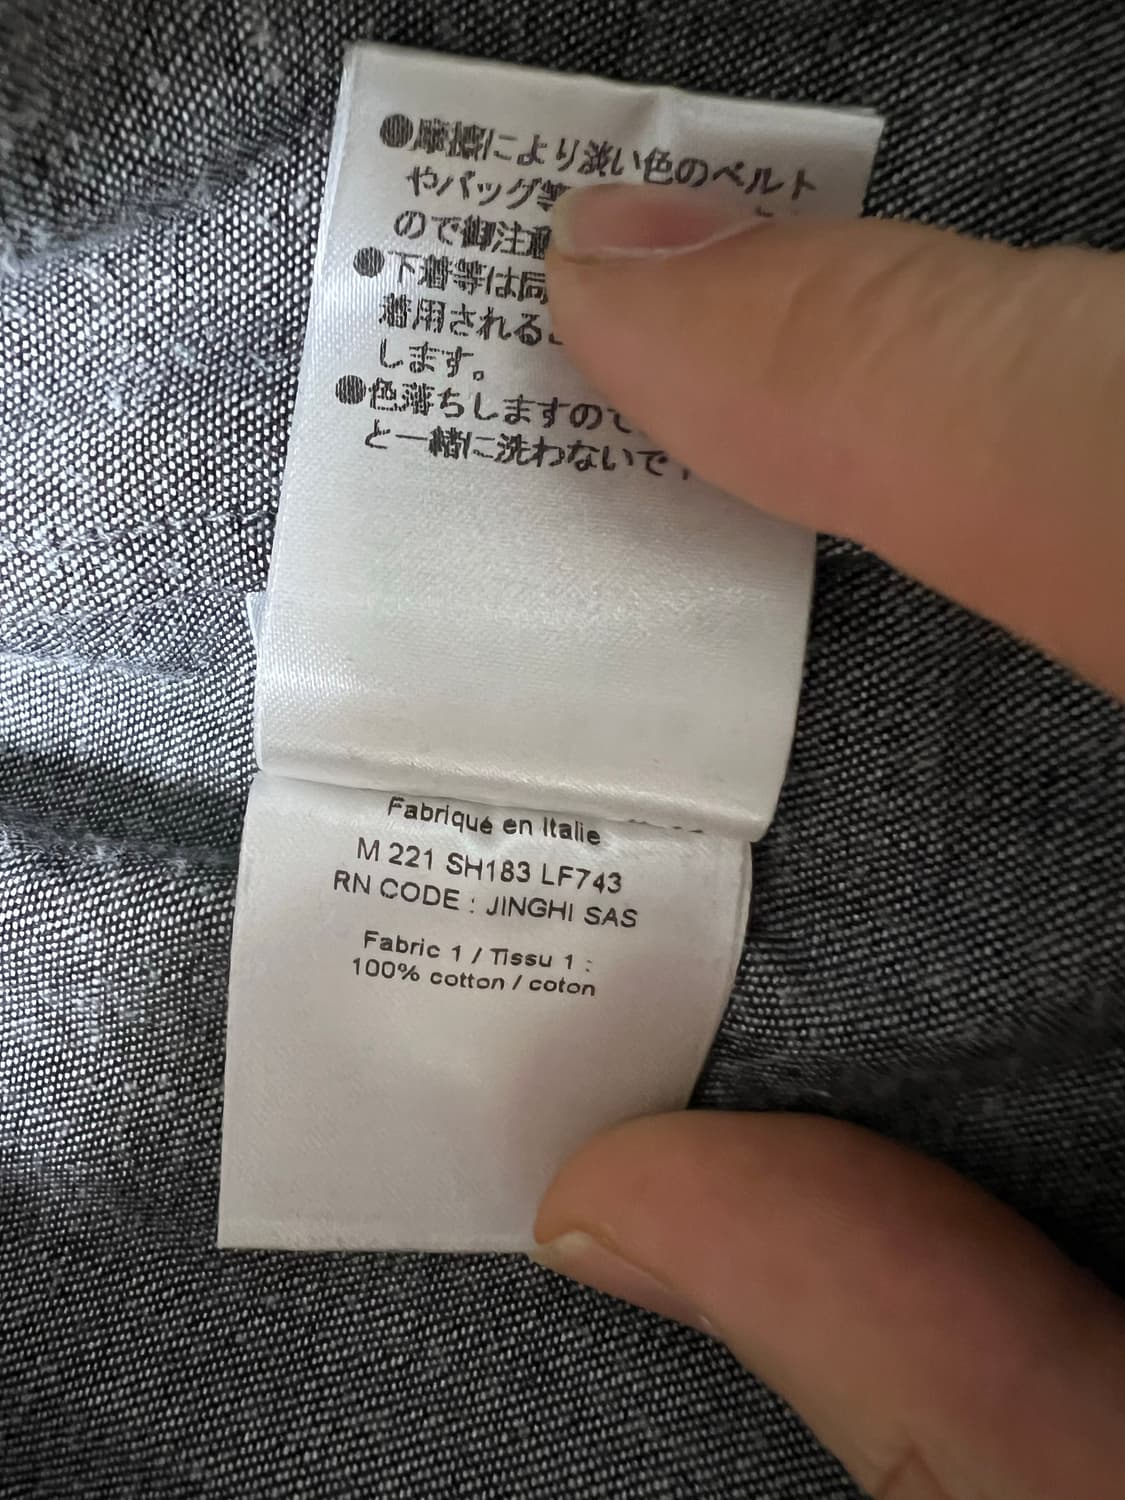 ●摩擦により淡い色のベルト
やバッグ等
ので御注意
●下着等は同
着用されるこ
します。
●色落ちしますので
と一緒に洗わないで
Fabriqué en Italie
M 221 SH183 LF743
RN CODE : JINGHI SAS
Fabric 1 / Tissu 1 :
100% cotton / coton